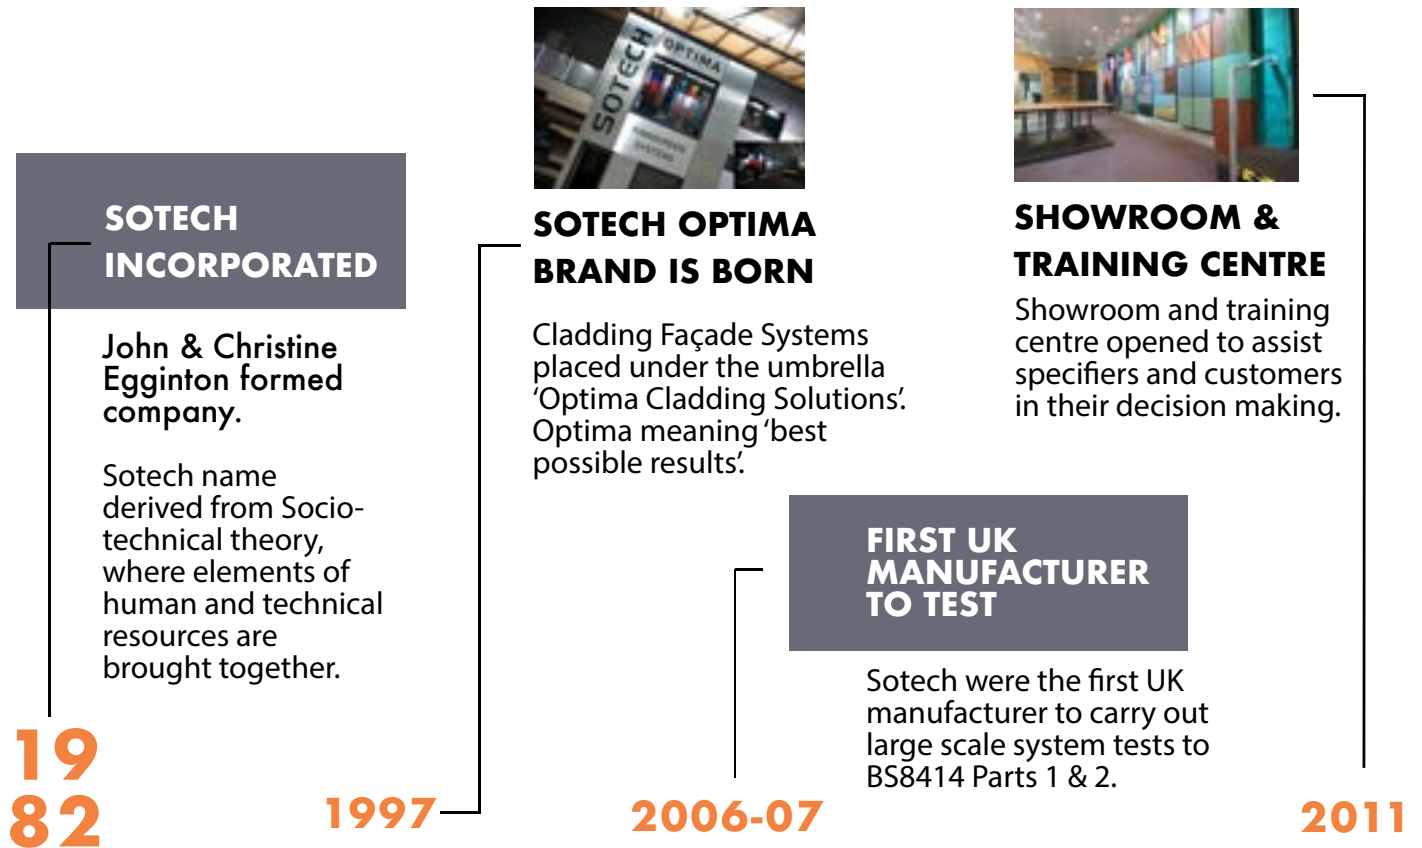 SOTECH
INCORPORATED
John & Christine
Egginton formed
company.
Sotech name
derived from Socio-
technical theory,
where elements of
human and technical
resources are
brought together.
19
82
SOTECH
OPTIMA
RAINSCREEN
SYSTEMS
SOTECH OPTIMA
BRAND IS BORN
Cladding Façade Systems
placed under the umbrella
‘Optima Cladding Solutions’.
Optima meaning ‘best
possible results’.
1997
FIRST UK
MANUFACTURER
TO TEST
Sotech were the first UK
manufacturer to carry out
large scale system tests to
BS8414 Parts 1 & 2.
2006-07
SHOWROOM &
TRAINING CENTRE
Showroom and training
centre opened to assist
specifiers and customers
in their decision making.
2011